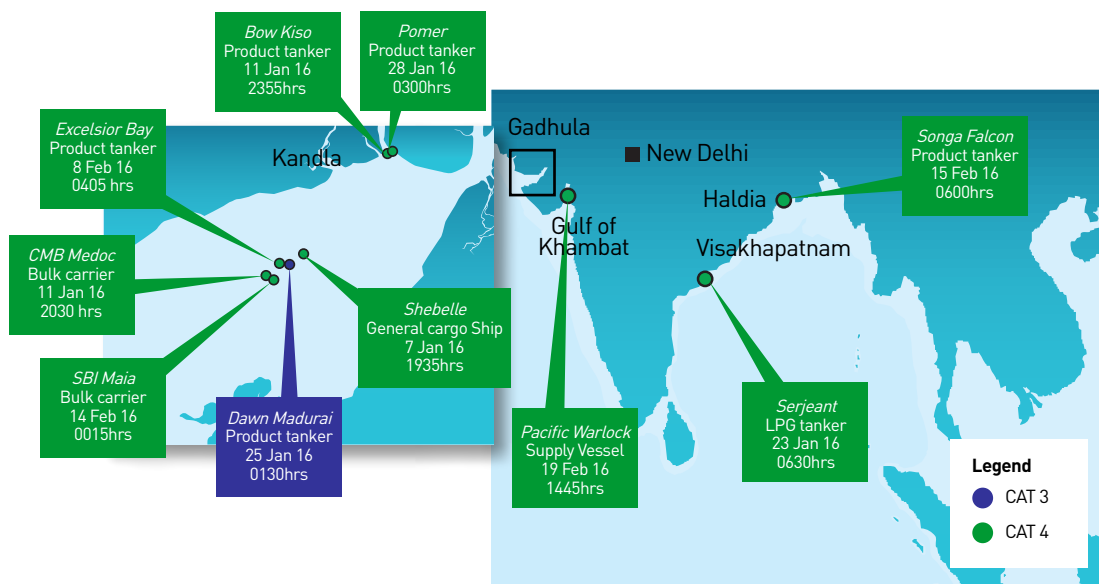 Bow Kiso
Product tanker
11 Jan 16
2355hrs
Pomer
Product tanker
28 Jan 16
0300hrs
Excelsior Bay
Product tanker
8 Feb 16
0405 hrs
Kandla
Gadhula
New Delhi
Songa Falcon
Product tanker
15 Feb 16
0600hrs
Haldia
Gulf of
Khambat
Visakhapatnam
CMB Medoc
Bulk carrier
11 Jan 16
2030 hrs
Shebelle
General cargo Ship
7 Jan 16
1935hrs
SBI Maia
Bulk carrier
14 Feb 16
0015hrs
Dawn Madurai
Product tanker
25 Jan 16
0130hrs
Pacific Warlock
Supply Vessel
19 Feb 16
1445hrs
Serjeant
LPG tanker
23 Jan 16
0630hrs
Legend
CAT 3
CAT 4